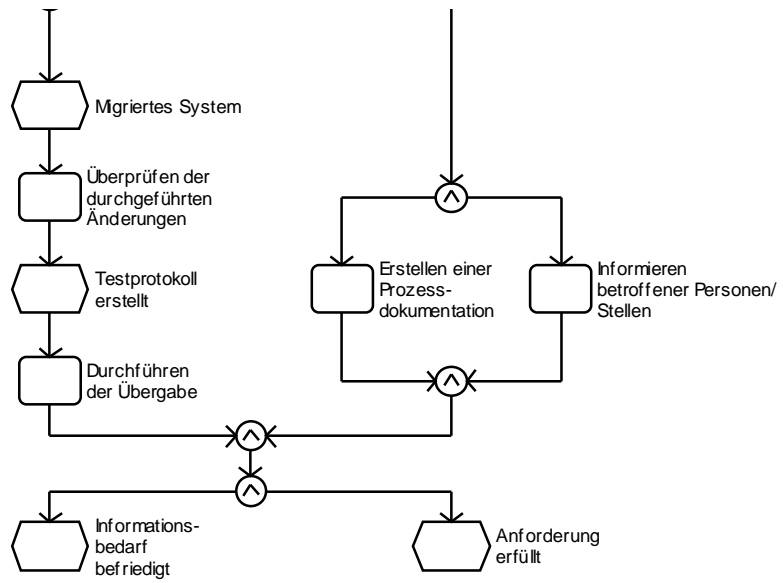 Migriertes System
Überprüfen der
durchgeführten
Änderungen
^
Testprotokoll
erstellt
Erstellen einer
Prozess-
dokumentation
Informieren
betroffener Personen/
Stellen
Durchführen
der Übergabe
^
^
^
Informations-
bedarf
befriedigt
Anforderung
erfüllt